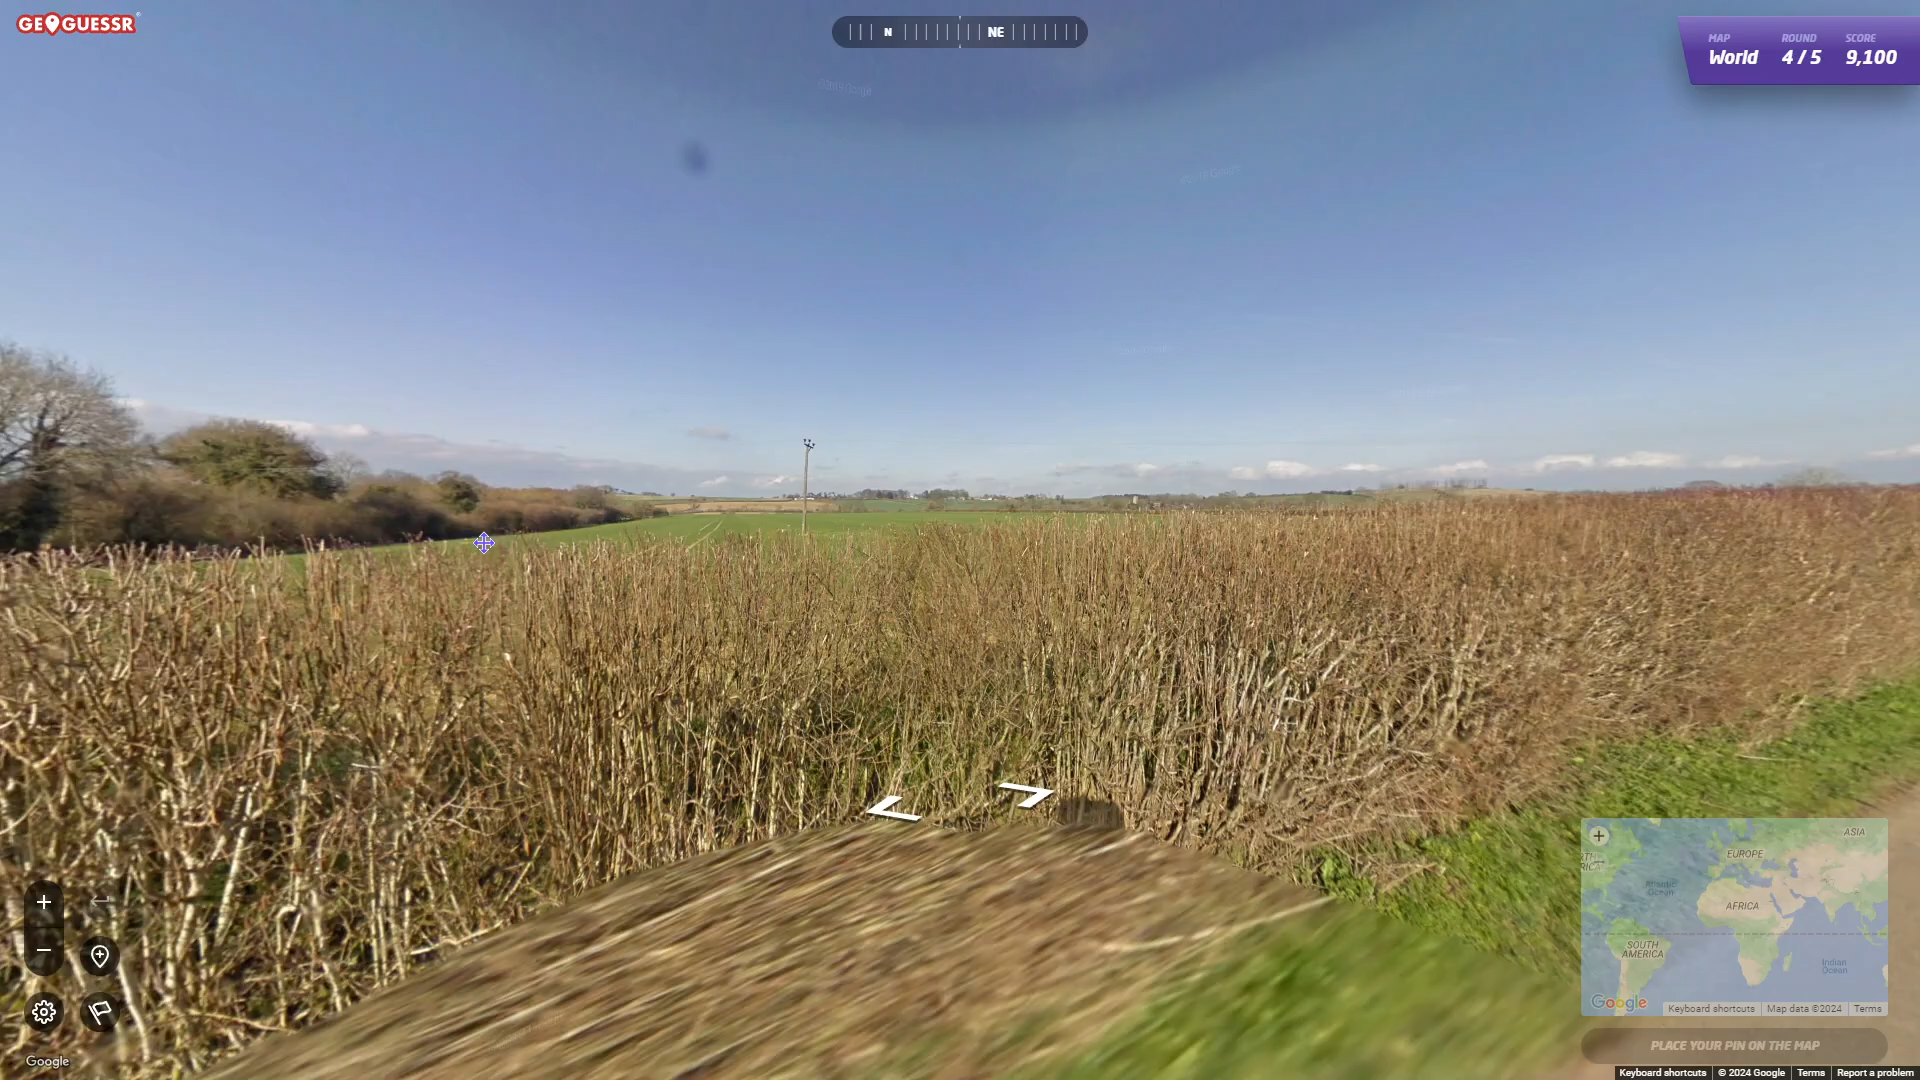 GEOGUESSR
N
NE
MAP
World
ROUND
4 / 5
SCORE
9,100
ASIA
EUROPE
Atlantic
Ocean
AFRICA
SOUTH
AMERICA
Indian
Ocean
Google
Keyboard shortcuts
Map data ©2024
Terms
PLACE YOUR PIN ON THE MAP
Google
Keyboard shortcuts
© 2024 Google
Terms
Report a problem